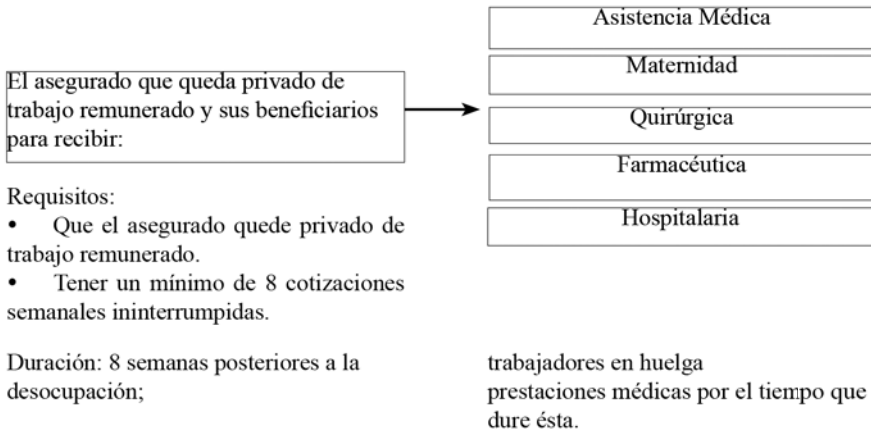 El asegurado que queda privado de
trabajo remunerado y sus beneficiarios
para recibir:
Asistencia Médica
Maternidad
Quirúrgica
Farmacéutica
Hospitalaria
Requisitos:
• Que el asegurado quede privado de
trabajo remunerado.
• Tener un mínimo de 8 cotizaciones
semanales ininterrumpidas.
Duración: 8 semanas posteriores a la
desocupación;
trabajadores en huelga
prestaciones médicas por el tiempo que
dure ésta.